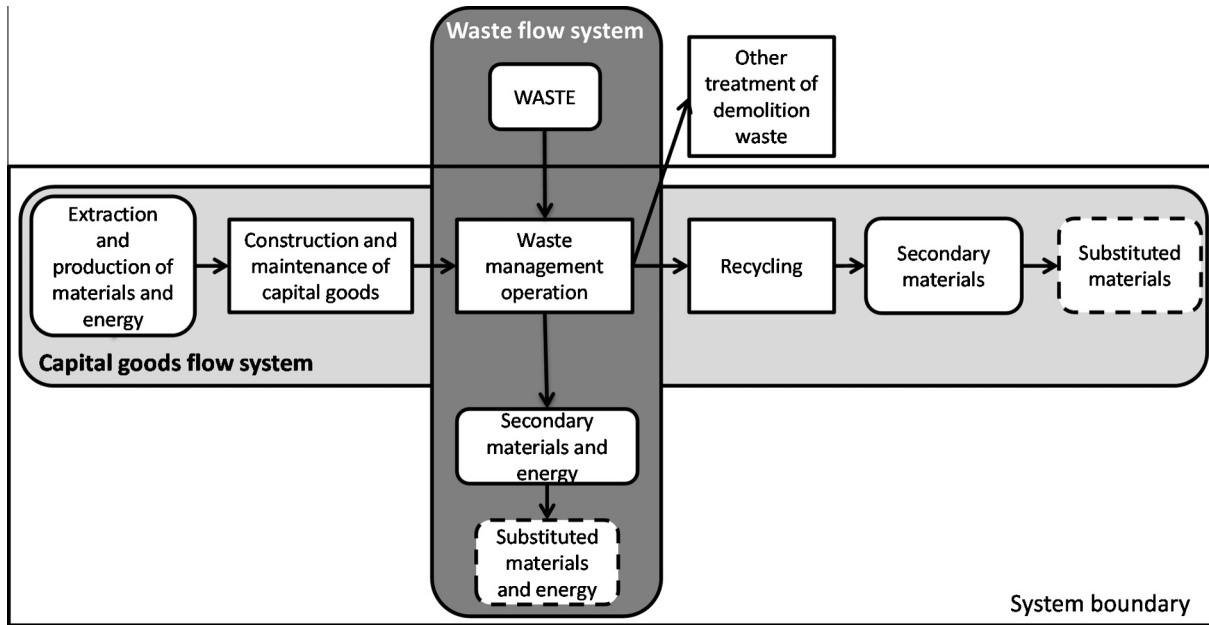 Waste flow system
WASTE
Other
treatment of
demolition
waste
Extraction
and
production of
materials and
energy
Construction and
maintenance of
capital goods
Waste
management
operation
Recycling
Secondary
materials
Substituted
materials
Capital goods flow system
Secondary
materials and
energy
Substituted
materials
and energy
System boundary